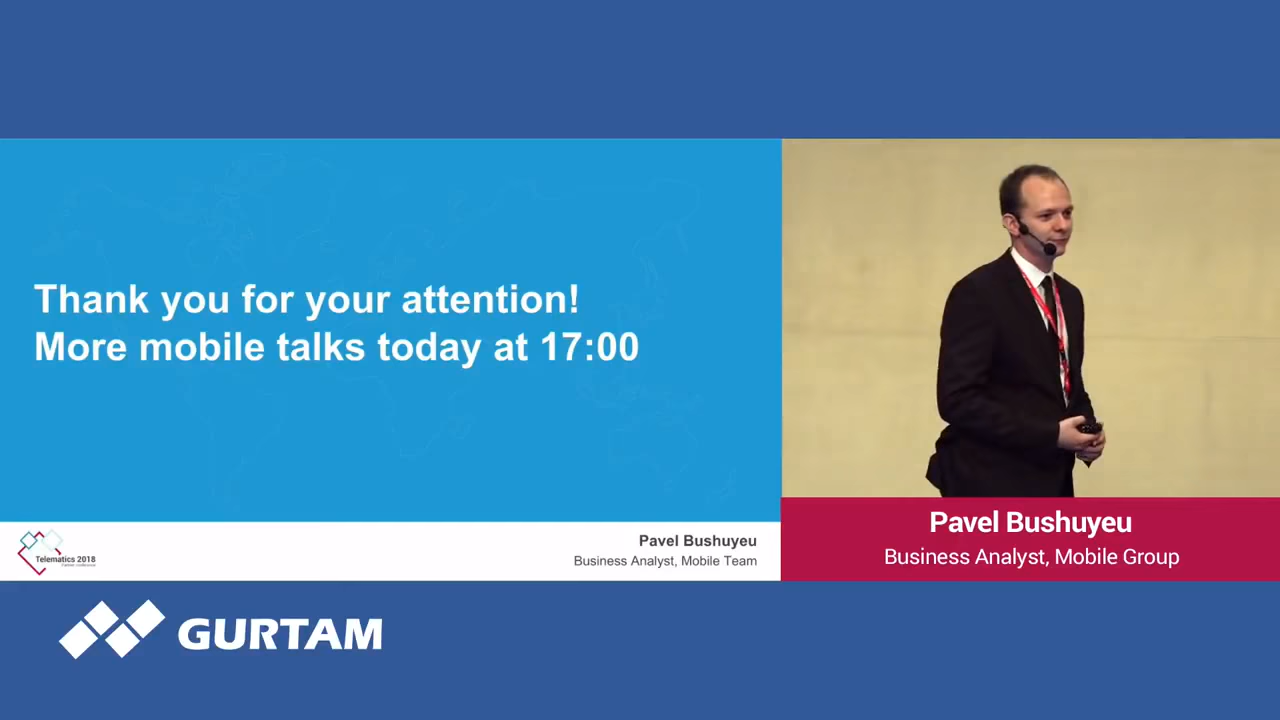 Thank you for your attention!
More mobile talks today at 17:00
Telematics 2018
Pavel Bushuyeu
Business Analyst, Mobile Team
Pavel Bushuyeu
Business Analyst, Mobile Group
GURTAM